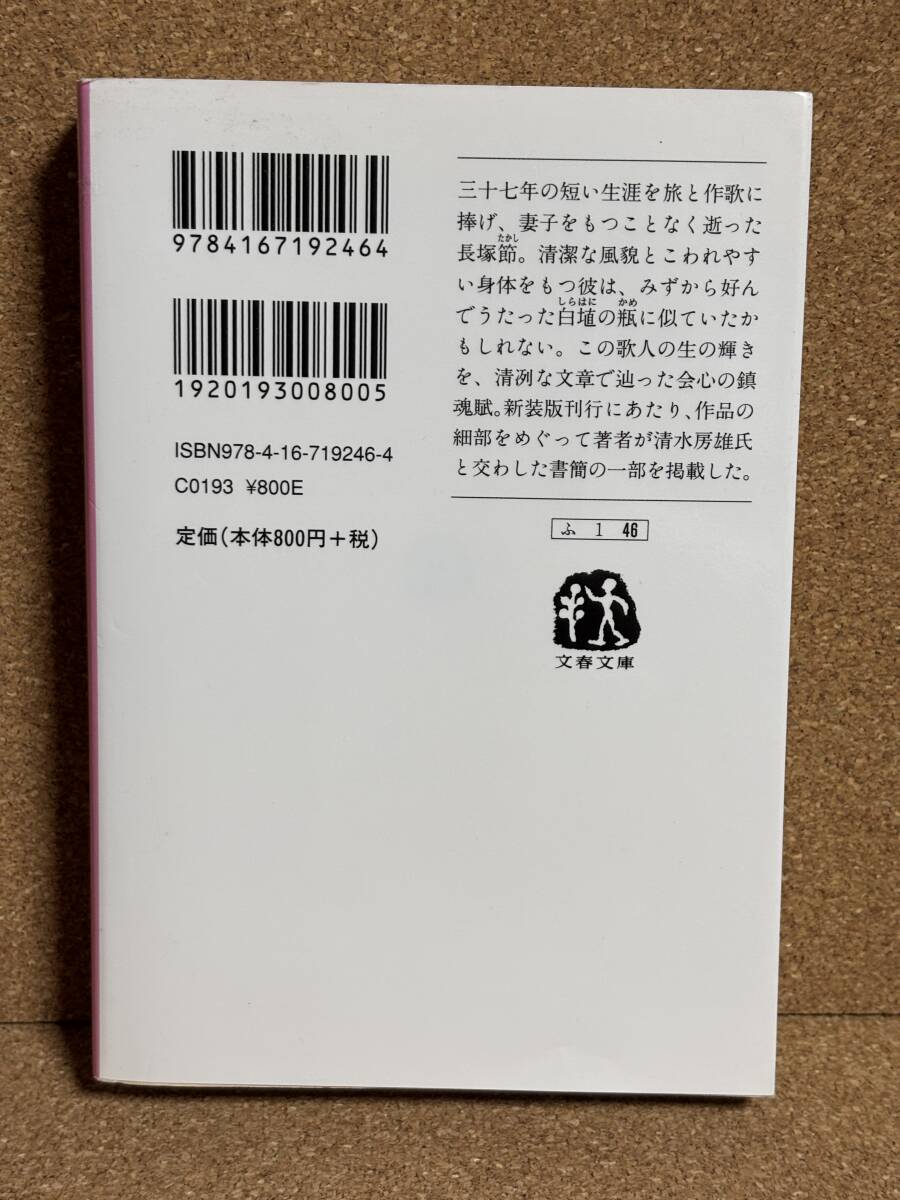 9784167192464
1920193008005
ISBN978-4-16-719246-4
C0193 ¥800E
定価(本体800円+税)
三十七年の短い生涯を旅と作歌に
捧げ、妻子をもつことなく逝った
長塚節。清潔な風貌とこわれやす
たかし
い身体をもつ彼は、みずから好ん
でうたった白埴の瓶に似ていたか
しらはに かめ
もしれない。この歌人の生の輝き
を、清冽な文章で辿った会心の鎮
魂賦。新装版刊行にあたり、作品の
細部をめぐって著者が清水房雄氏
と交わした書簡の一部を掲載した。
ふ 1 46
文春文庫